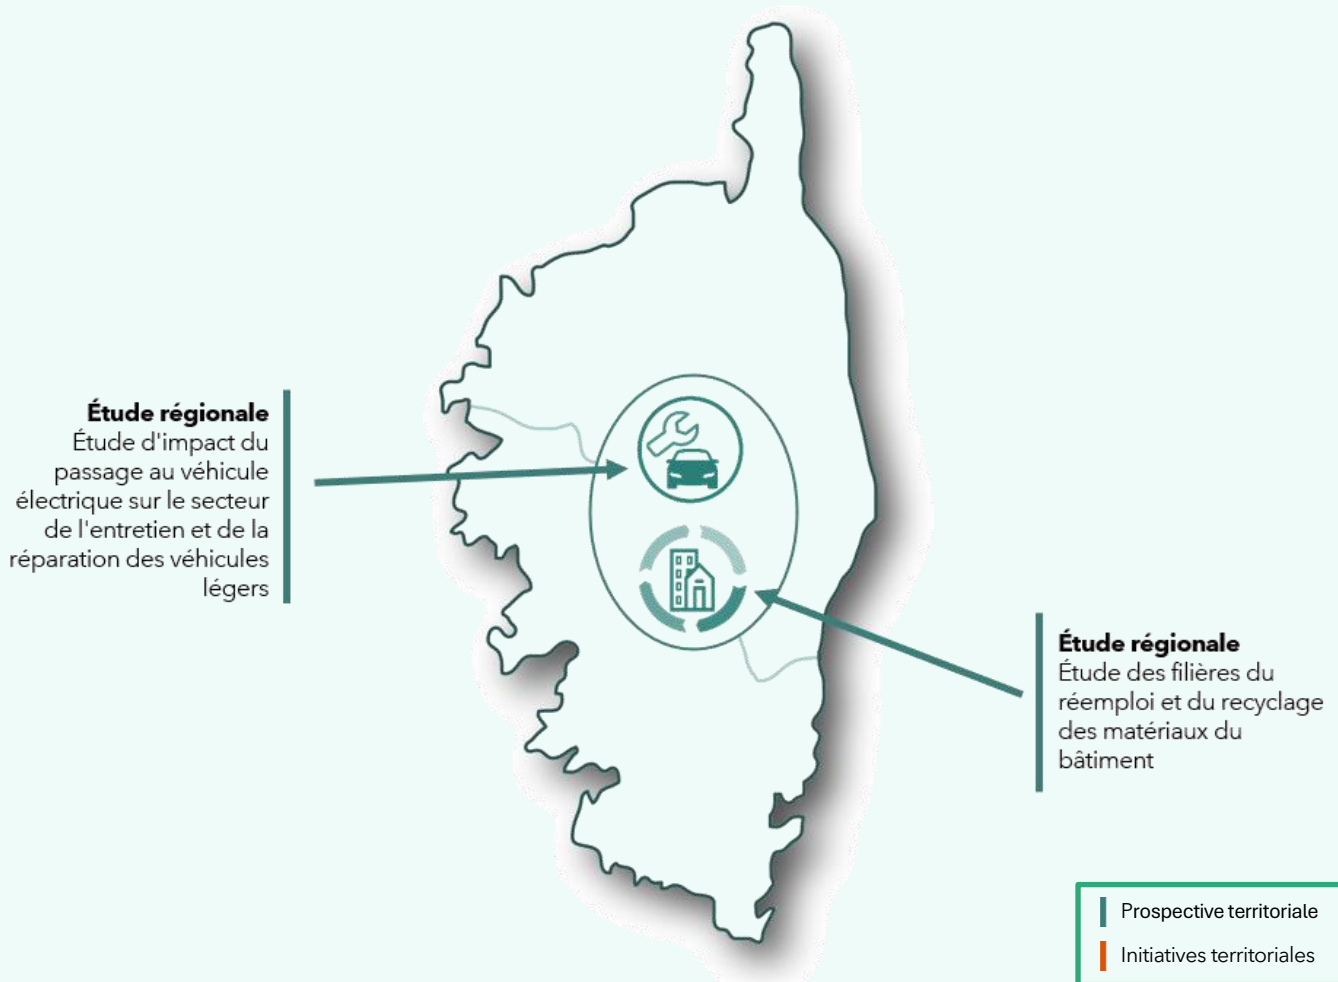 Étude régionale
Étude d'impact du
passage au véhicule
électrique sur le secteur
de l'entretien et de la
réparation des véhicules
légers
Étude régionale
Étude des filières du
réemploi et du recyclage
des matériaux du
bâtiment
Prospective territoriale
Initiatives territoriales